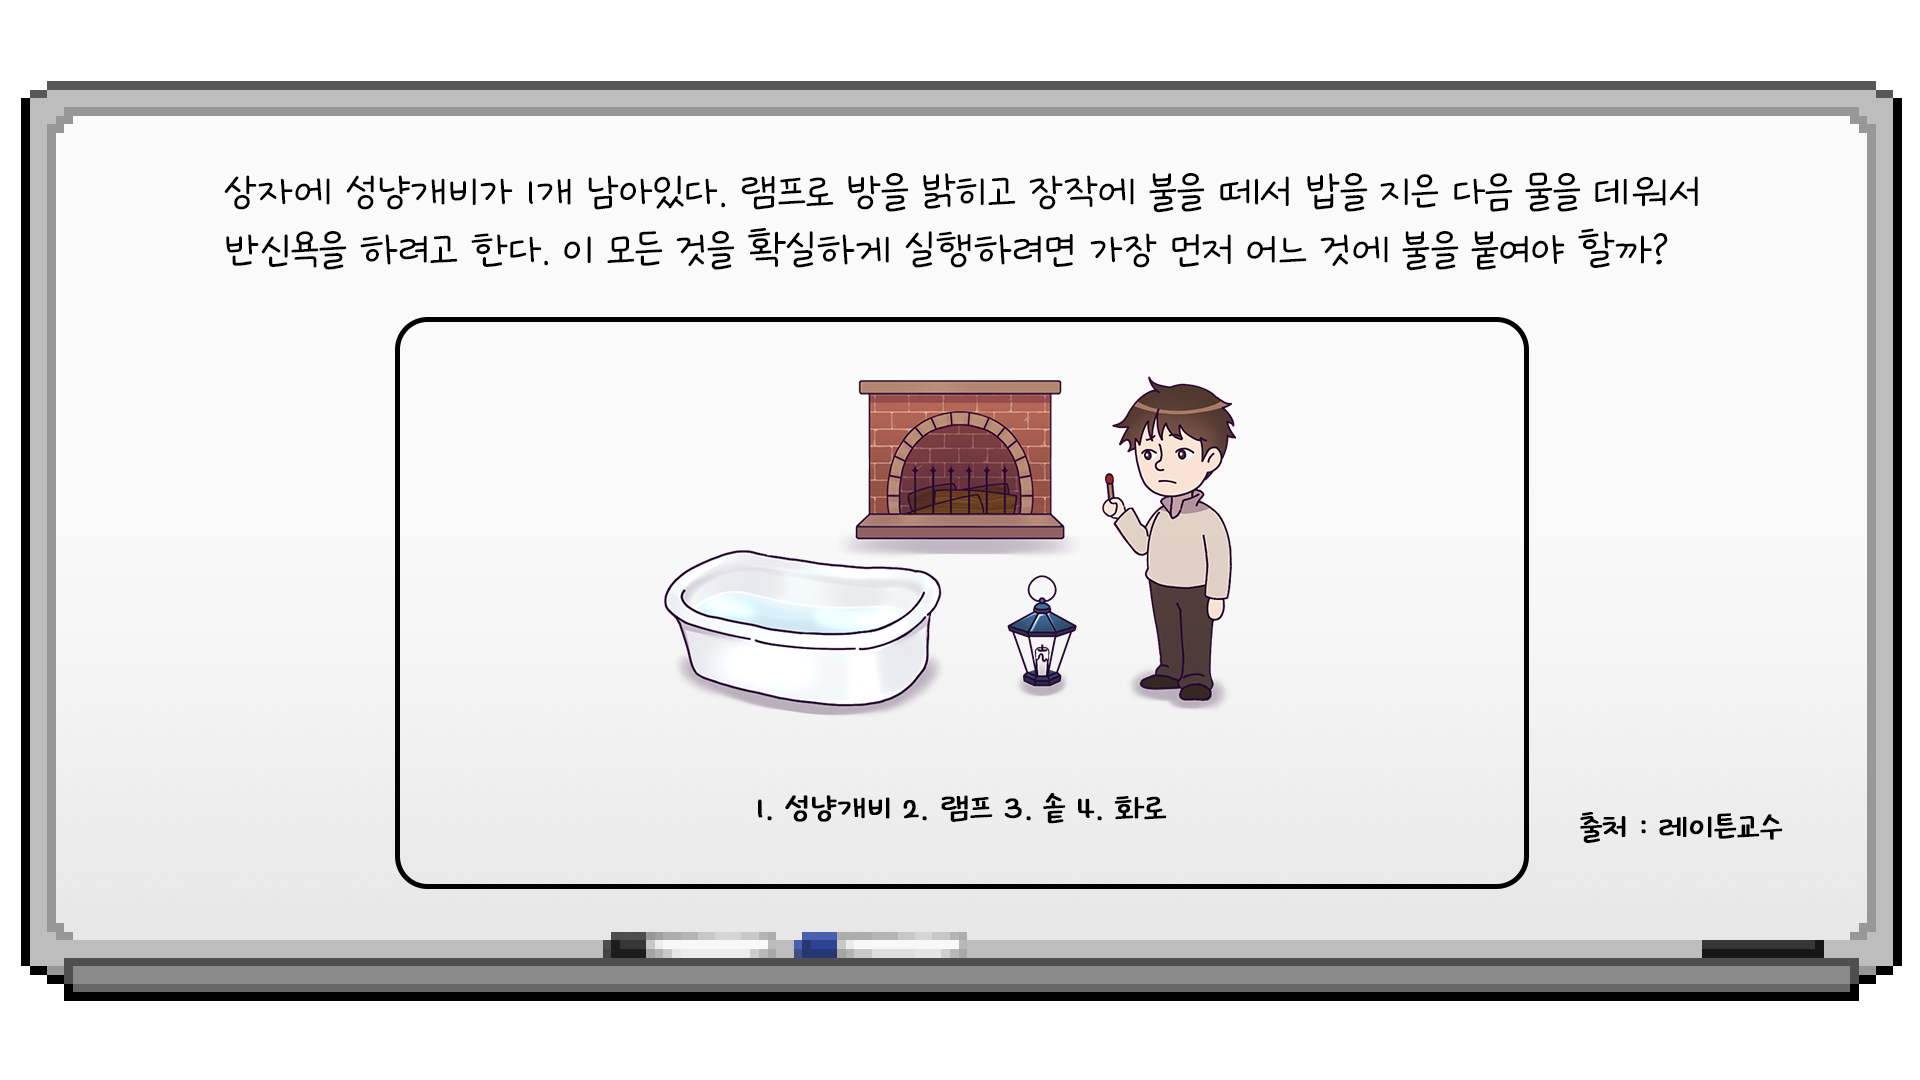 상자에 성냥개비가 1개 남아있다. 램프로 방을 밝히고 장작에 불을 떼서 밥을 지은 다음 물을 데워서
반신욕을 하려고 한다. 이 모든 것을 확실하게 실행하려면 가장 먼저 어느 것에 불을 붙여야 할까?
1. 성냥개비 2. 램프 3. 솥 4. 화로
출처 : 레이튼교수